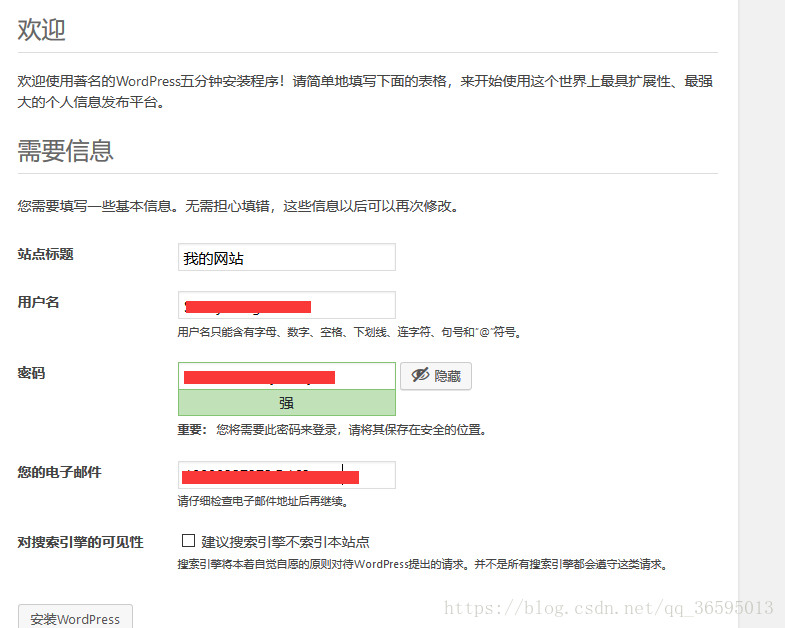 欢迎
欢迎使用著名的WordPress五分钟安装程序！请简单地填写下面的表格，来开始使用这个世界上最具扩展性、最强
大的个人信息发布平台。
需要信息
您需要填写一些基本信息。无需担心填错，这些信息以后可以再次修改。
站点标题 我的网站
用户名
用户名只能含有字母、数字、空格、下划线、连字符、句号和“@”符号。
密码 隐藏
强
重要： 您将需要此密码来登录，请将其保存在安全的位置。
您的电子邮件
请仔细检查电子邮件地址后再继续。
对搜索引擎的可见性 建议搜索引擎不索引本站点
搜索引擎将本着自觉自愿的原则对待WordPress提出的请求。并不是所有搜索引擎都会遵守这类请求。
安装WordPress
https://blog.csdn.net/qq_36595013